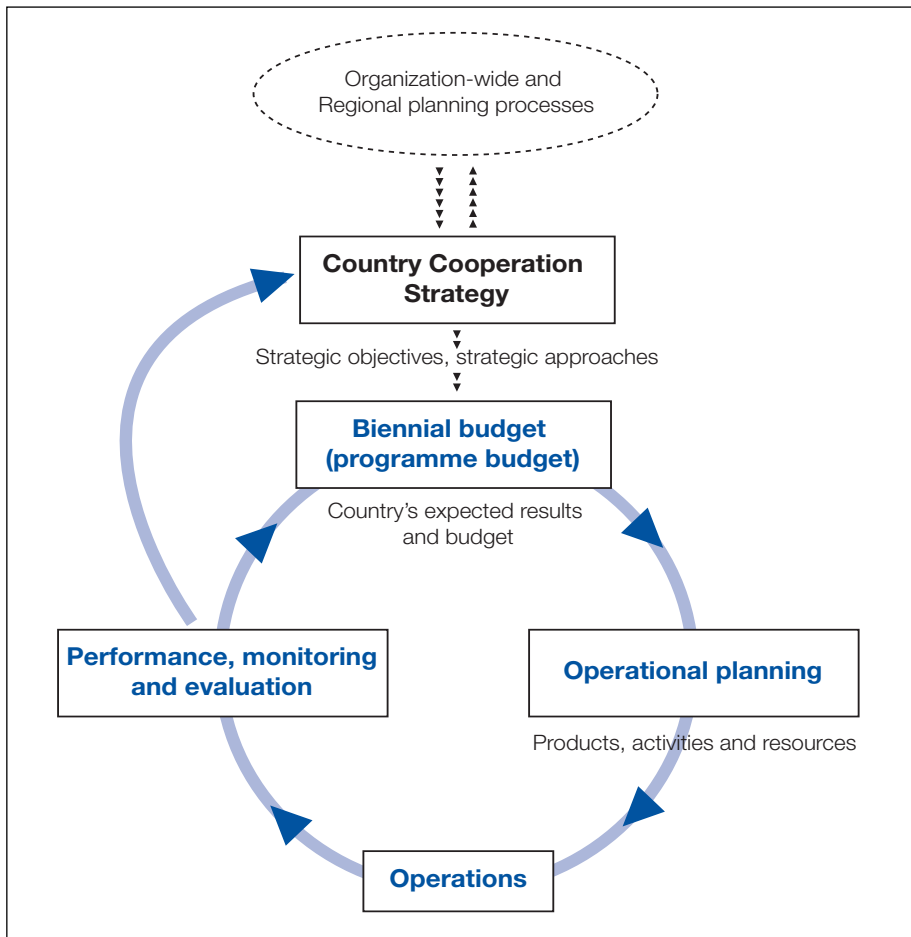 Organization-wide and
Regional planning processes
Country Cooperation
Strategy
Strategic objectives, strategic approaches
Biennial budget
(programme budget)
Country’s expected results
and budget
Performance, monitoring
and evaluation
Operational planning
Products, activities and resources
Operations